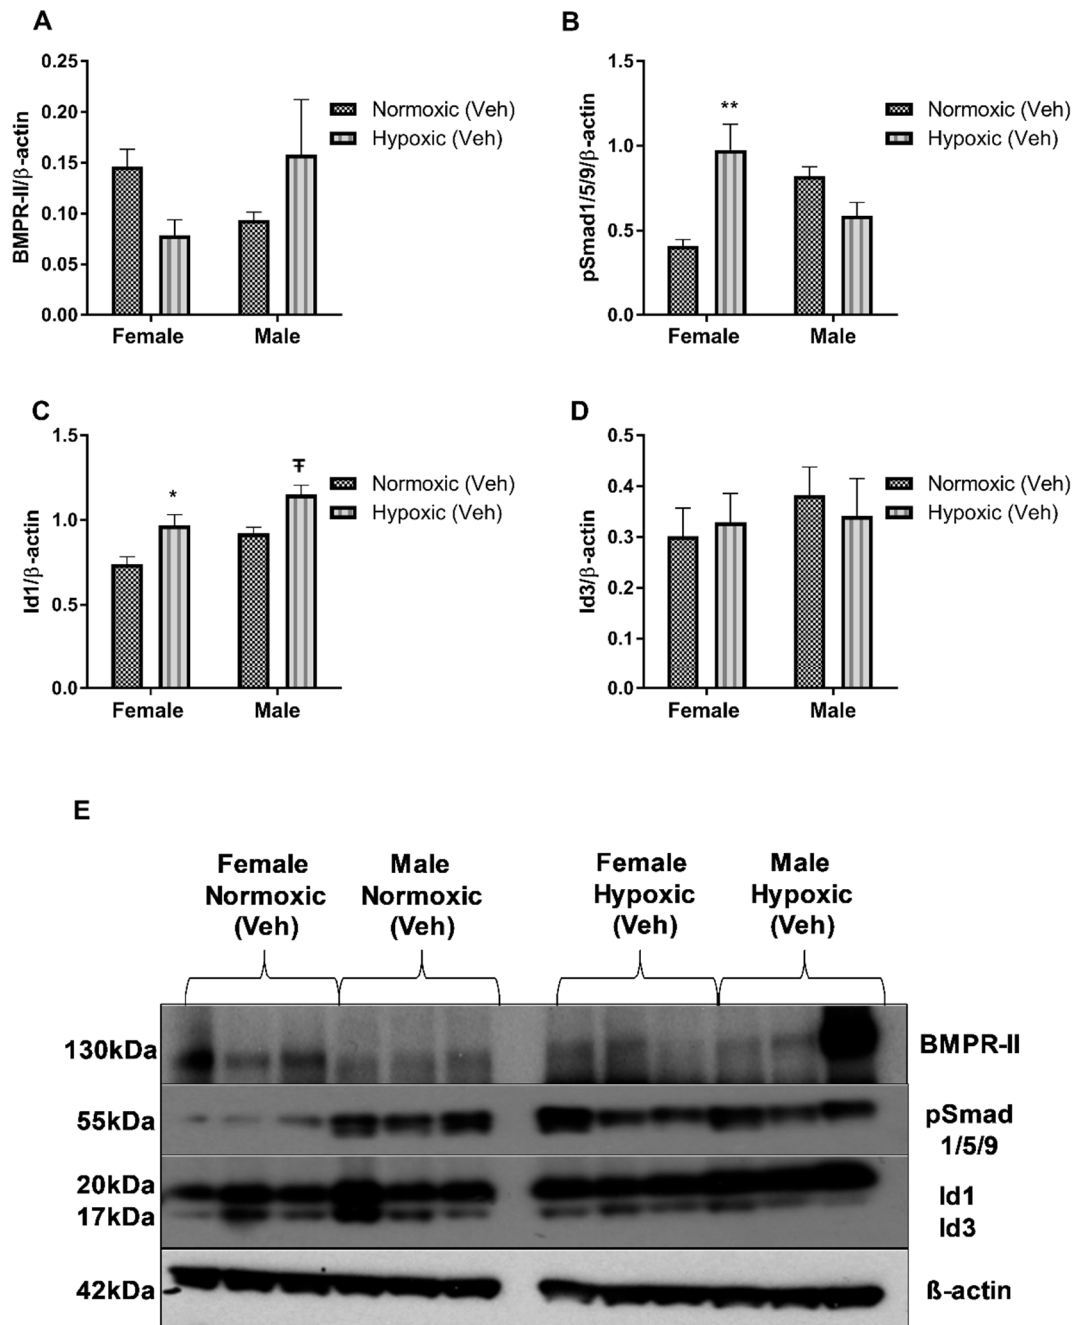 A
BMPR-II/β-actin
0.25
0.20
0.15
0.10
0.05
0.00
Female
Male
Normoxic (Veh)
Hypoxic (Veh)
B
pSmad1/5/9/β-actin
1.5
1.0
0.5
0.0
**
Female
Male
Normoxic (Veh)
Hypoxic (Veh)
C
Id1/β-actin
1.5
1.0
0.5
0.0
*
Ŧ
Female
Male
Normoxic (Veh)
Hypoxic (Veh)
D
Id3/β-actin
0.5
0.4
0.3
0.2
0.1
0.0
Female
Male
Normoxic (Veh)
Hypoxic (Veh)
E
Female
Normoxic
(Veh)
Male
Normoxic
(Veh)
Female
Hypoxic
(Veh)
Male
Hypoxic
(Veh)
130kDa
BMPR-II
55kDa
pSmad
1/5/9
20kDa
17kDa
Id1
Id3
42kDa
ß-actin